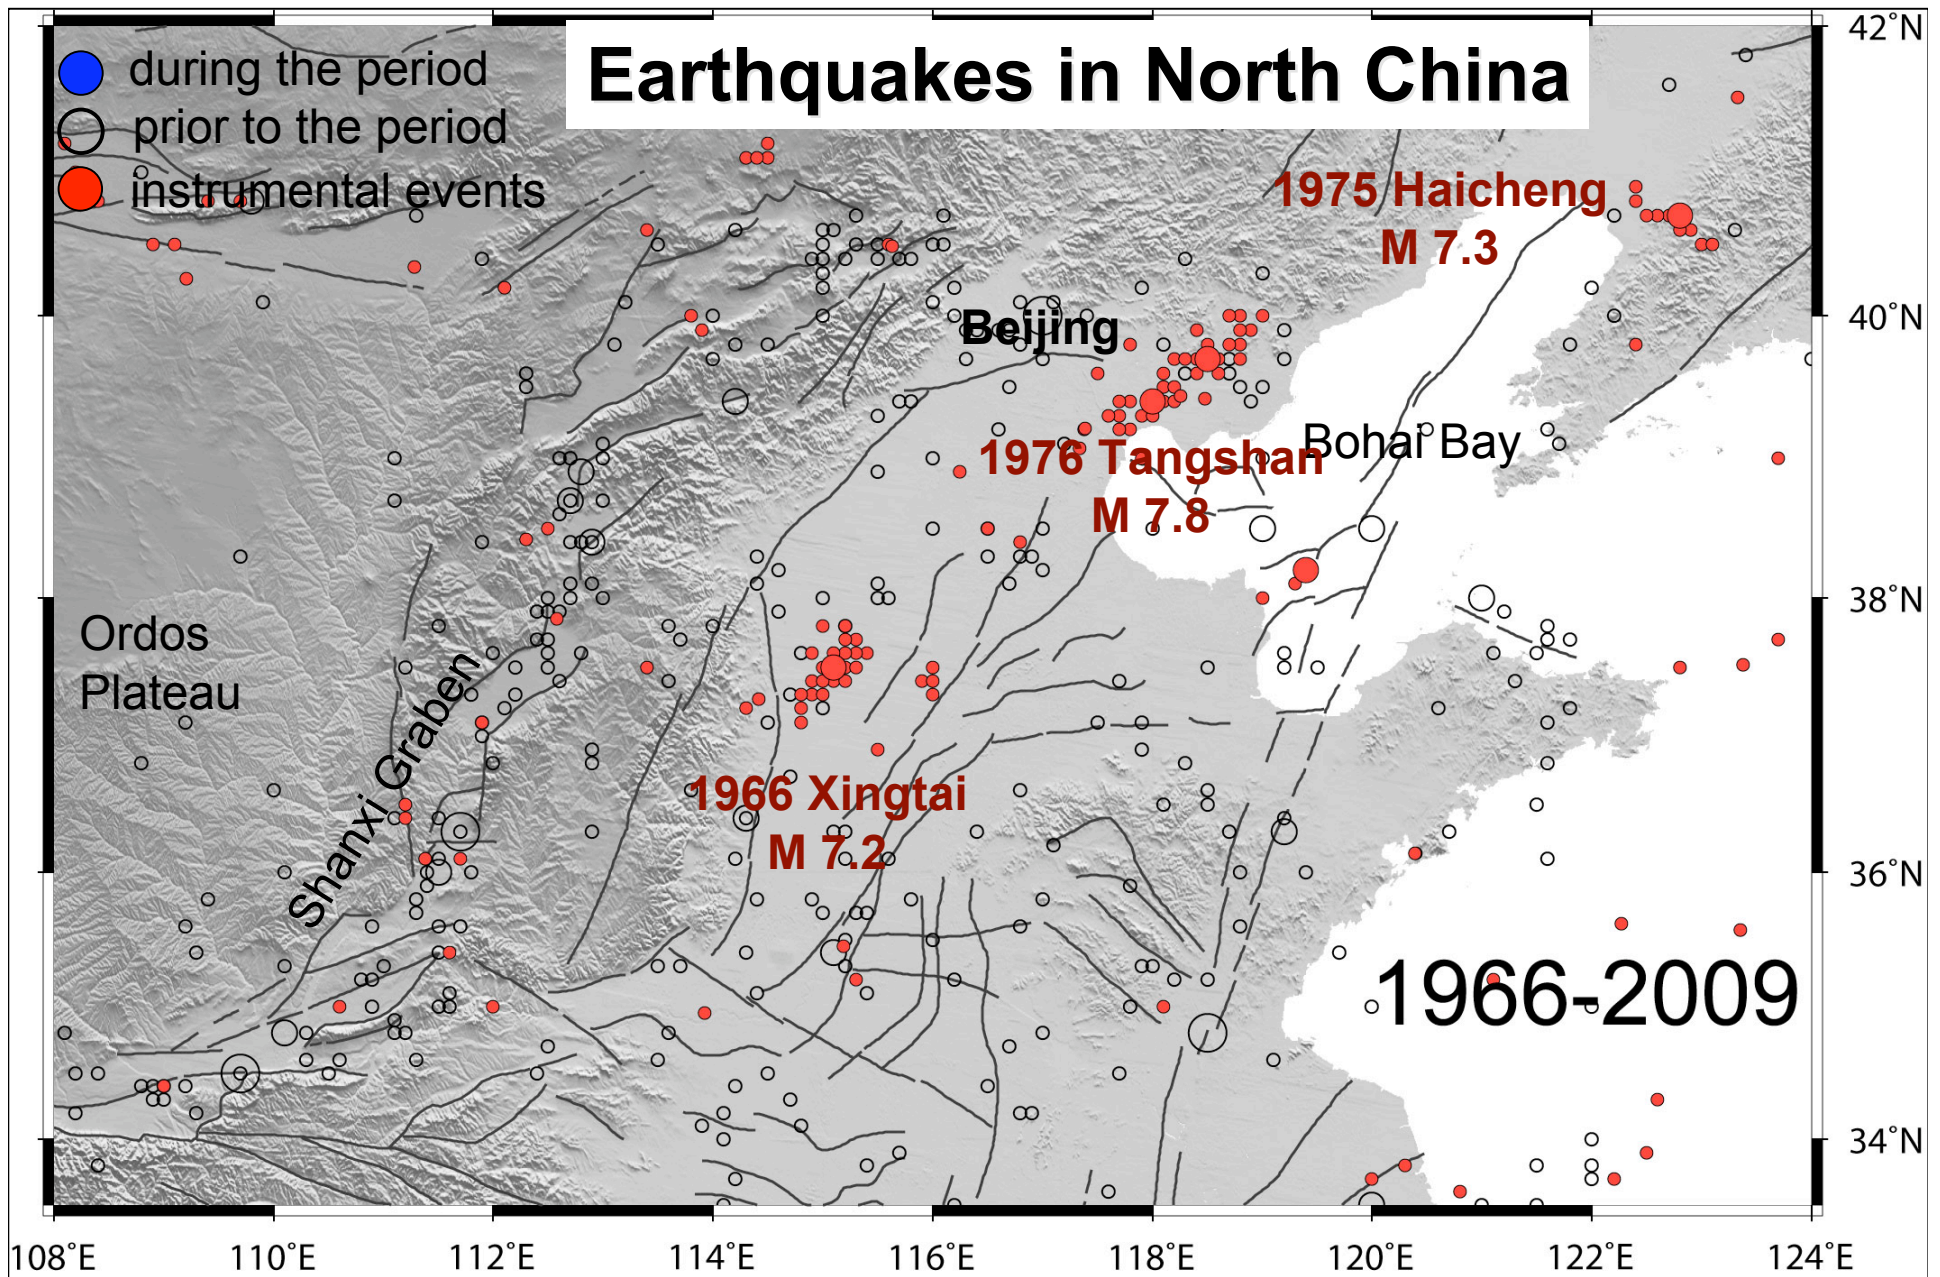 Earthquakes in North China
during the period
prior to the period
instrumental events
1975 Haicheng
M 7.3
Beijing
Bohai Bay
1976 Tangshan
M 7.8
Ordos
Plateau
Shanxi Graben
1966 Xingtai
M 7.2
1966-2009
42˚N
40˚N
38˚N
36˚N
34˚N
108˚E 110˚E 112˚E 114˚E 116˚E 118˚E 120˚E 122˚E 124˚E